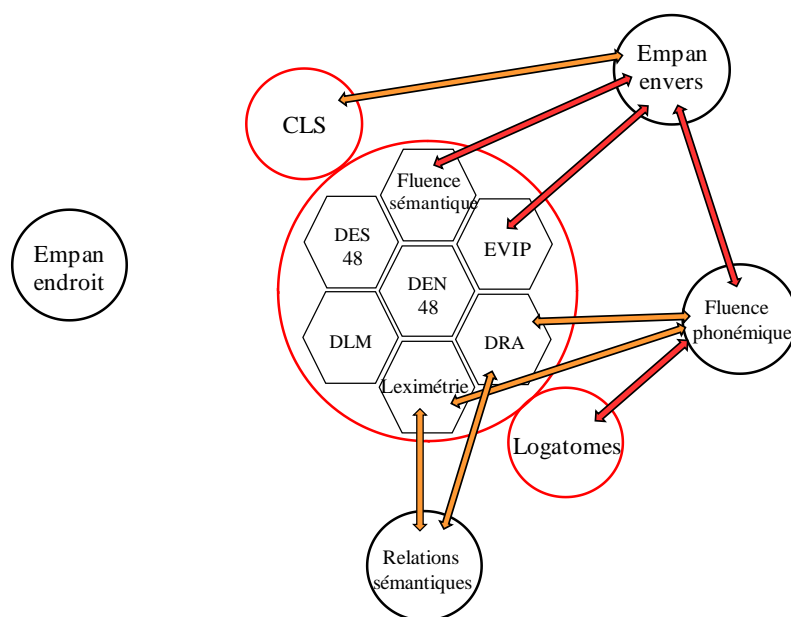 Empan
envers
CLS
Fluence
sémantique
DES
48
EVIP
Empan
endroit
DEN
48
Fluence
phonémique
DLM
DRA
Leximétrie
Logatomes
Relations
sémantiques